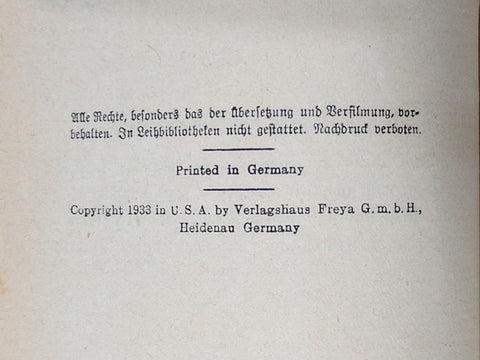 Alle Rechte, besonders das der Übersetzung und Verfilmung, vor-
behalten. In Leihbibliotheken nicht gestattet. Nachdruck verboten.
Printed in Germany
Copyright 1933 in U.S.A. by Verlagshaus Freya G.m.b.H.,
Heidenau Germany